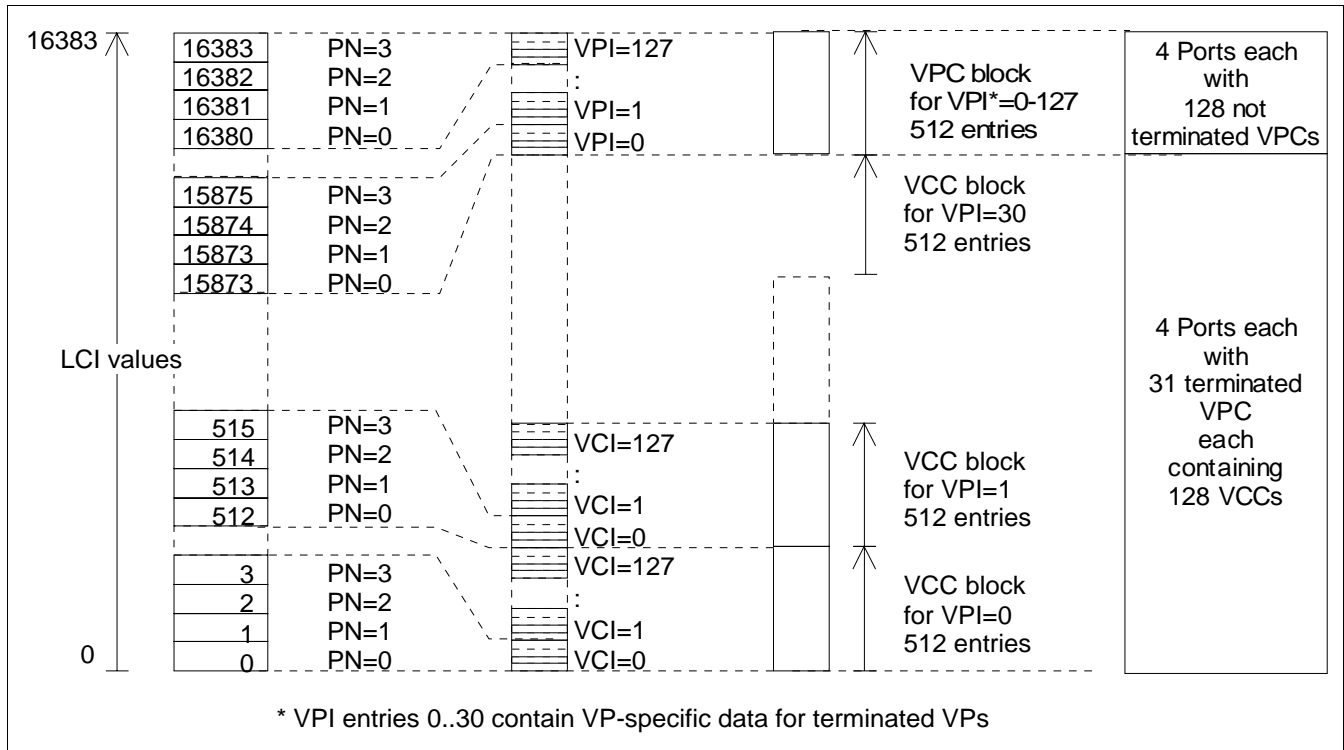 16383
16383 PN=3
16382 PN=2
16381 PN=1
16380 PN=0
15875 PN=3
15874 PN=2
15873 PN=1
15873 PN=0
LCI values
515 PN=3
514 PN=2
513 PN=1
512 PN=0
3 PN=3
2 PN=2
1 PN=1
0 PN=0
0
VPI=127
:
VPI=1
VPI=0
VCI=127
:
VCI=1
VCI=0
VCI=127
:
VCI=1
VCI=0
VPC block
for VPI*=0-127
512 entries
VCC block
for VPI=30
512 entries
VCC block
for VPI=1
512 entries
VCC block
for VPI=0
512 entries
4 Ports each
with
128 not
terminated VPCs
4 Ports each
with
31 terminated
VPC
each
containing
128 VCCs
* VPI entries 0..30 contain VP-specific data for terminated VPs